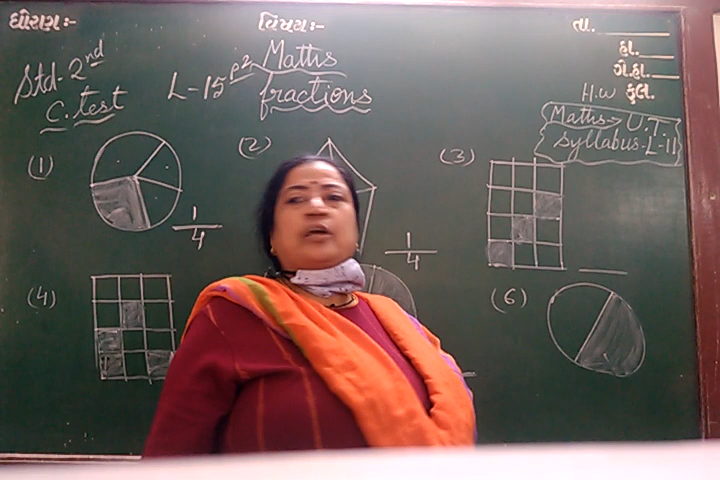 ધોરણ :-
વિષય :-
તા.
હા.
ગે.હા.
H.W કુલ.
Std- 2nd
C. test
L-15 P2 Maths
fractions
Maths → U.T.
Syllabus-L-11
(1)
1/4
(2)
1/4
(3)
(4)
(6)